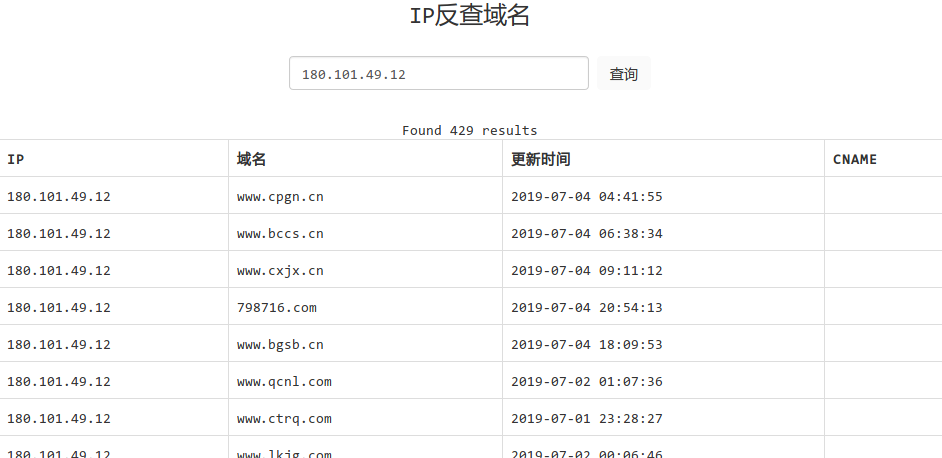 IP反查域名
180.101.49.12 查询
Found 429 results
IP 域名 更新时间 CNAME
180.101.49.12 www.cpgn.cn 2019-07-04 04:41:55
180.101.49.12 www.bccs.cn 2019-07-04 06:38:34
180.101.49.12 www.cxjx.cn 2019-07-04 09:11:12
180.101.49.12 798716.com 2019-07-04 20:54:13
180.101.49.12 www.bgsb.cn 2019-07-04 18:09:53
180.101.49.12 www.qcnl.com 2019-07-02 01:07:36
180.101.49.12 www.ctrq.com 2019-07-01 23:28:27
180.101.49.12 www.lkjg.com 2019-07-02 00:06:46